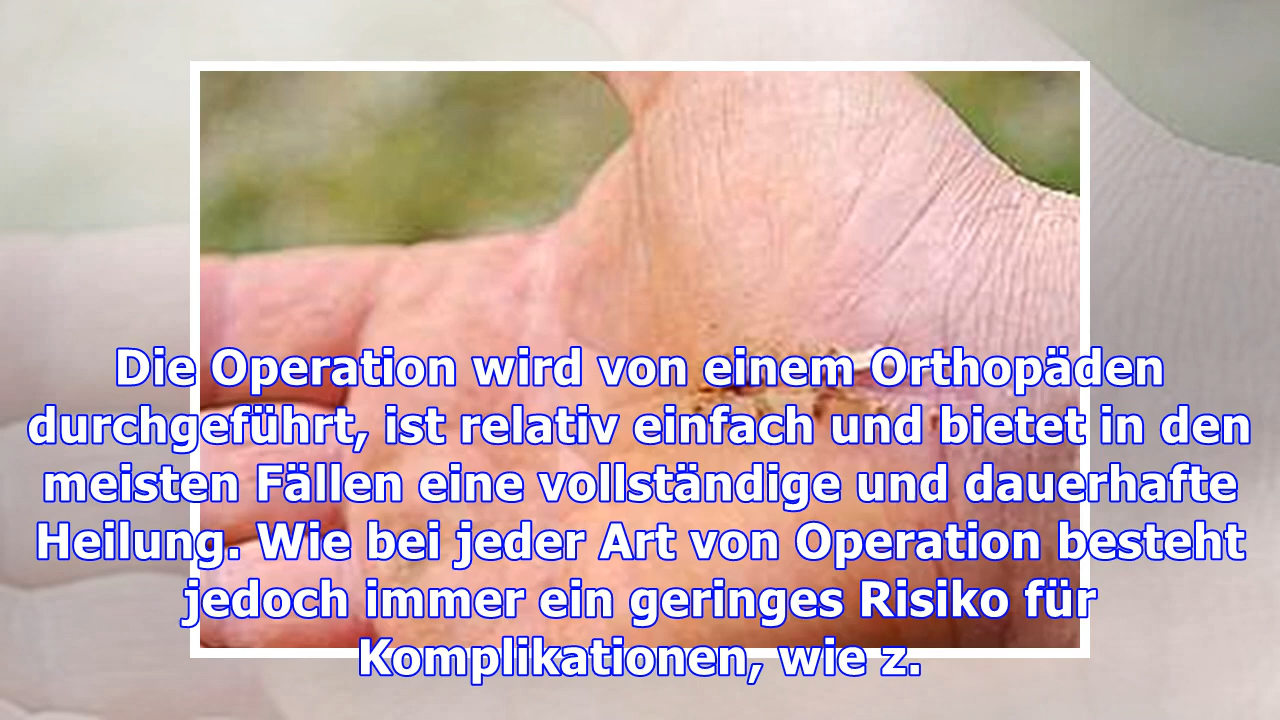 Die Operation wird von einem Orthopäden
durchgeführt, ist relativ einfach und bietet in den
meisten Fällen eine vollständige und dauerhafte
Heilung. Wie bei jeder Art von Operation besteht
jedoch immer ein geringes Risiko für
Komplikationen, wie z.